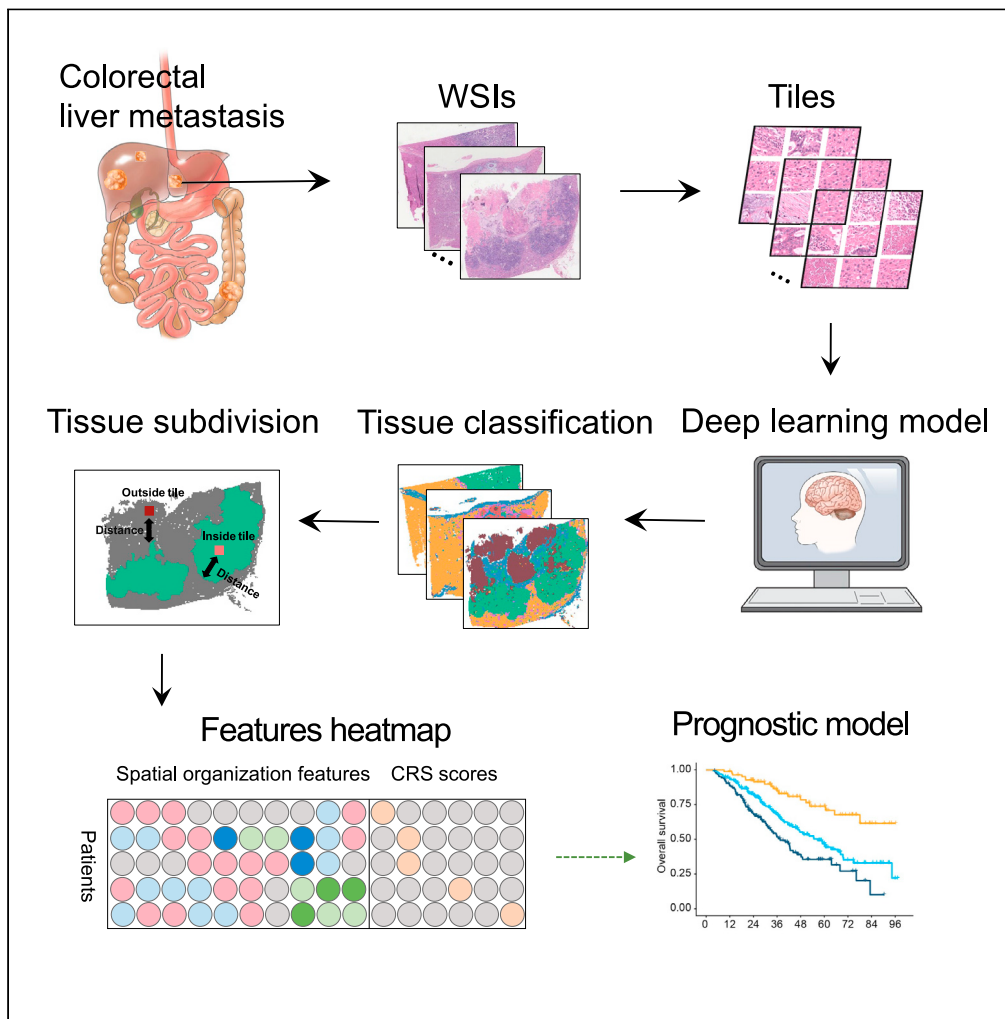 Colorectal
liver metastasis
WSIs
Tiles
Tissue subdivision
Tissue classification
Deep learning model
Outside tile
Distance
Inside tile
Distance
Features heatmap
Prognostic model
Spatial organization features
CRS scores
Patients
Overall survival
1.00
0.75
0.50
0.25
0.00
0 12 24 36 48 60 72 84 96